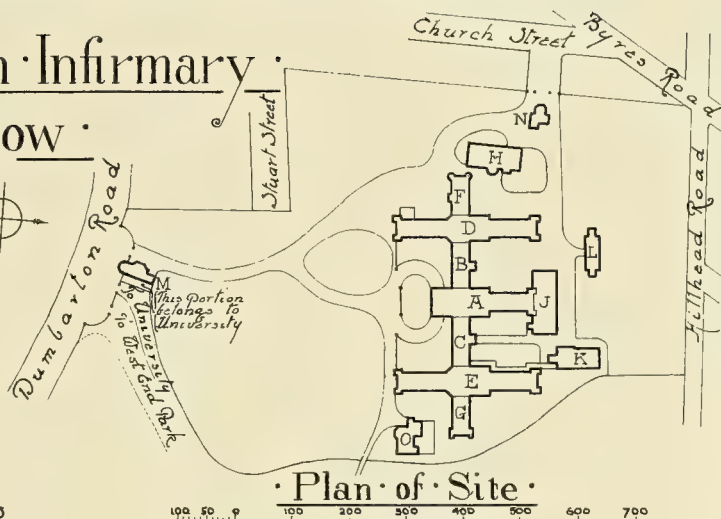 n · Infirmary ·
ow ·
Church Street
Byres Road
Stuart Street
Dumbarton Road
Hillhead Road
N
H
F
D
B
L
A
J
C
K
E
G
O
M
This Portion
belongs to
University
To University
To West End Park
· Plan · of · Site ·
100 50 0 100 200 300 400 500 600 700